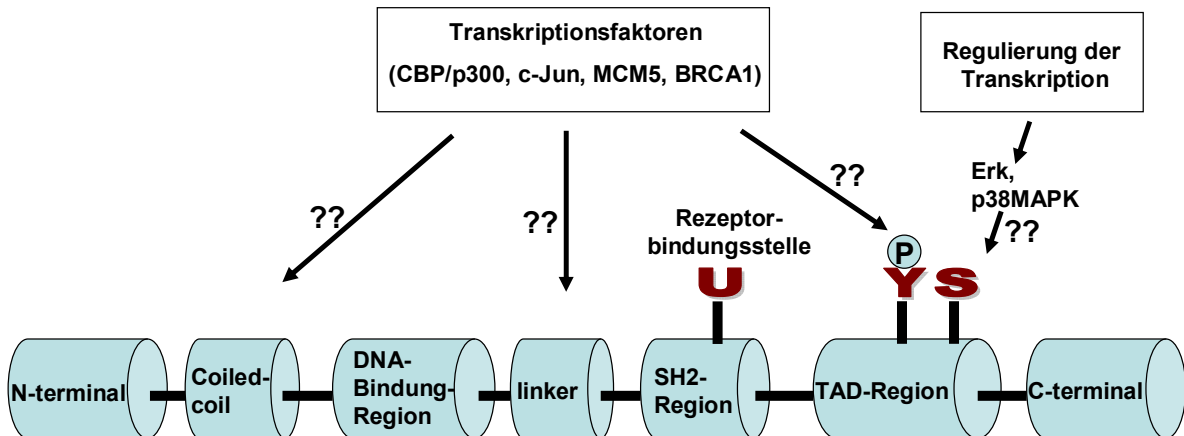 Transkriptionsfaktoren
(CBP/p300, c-Jun, MCM5, BRCA1)
Regulierung der
Transkription
??
??
??
Erk,
p38MAPK
??
Rezeptor-
bindungsstelle
P
U
Y
S
N-terminal
Coiled-
coil
DNA-
Bindung-
Region
linker
SH2-
Region
TAD-Region
C-terminal